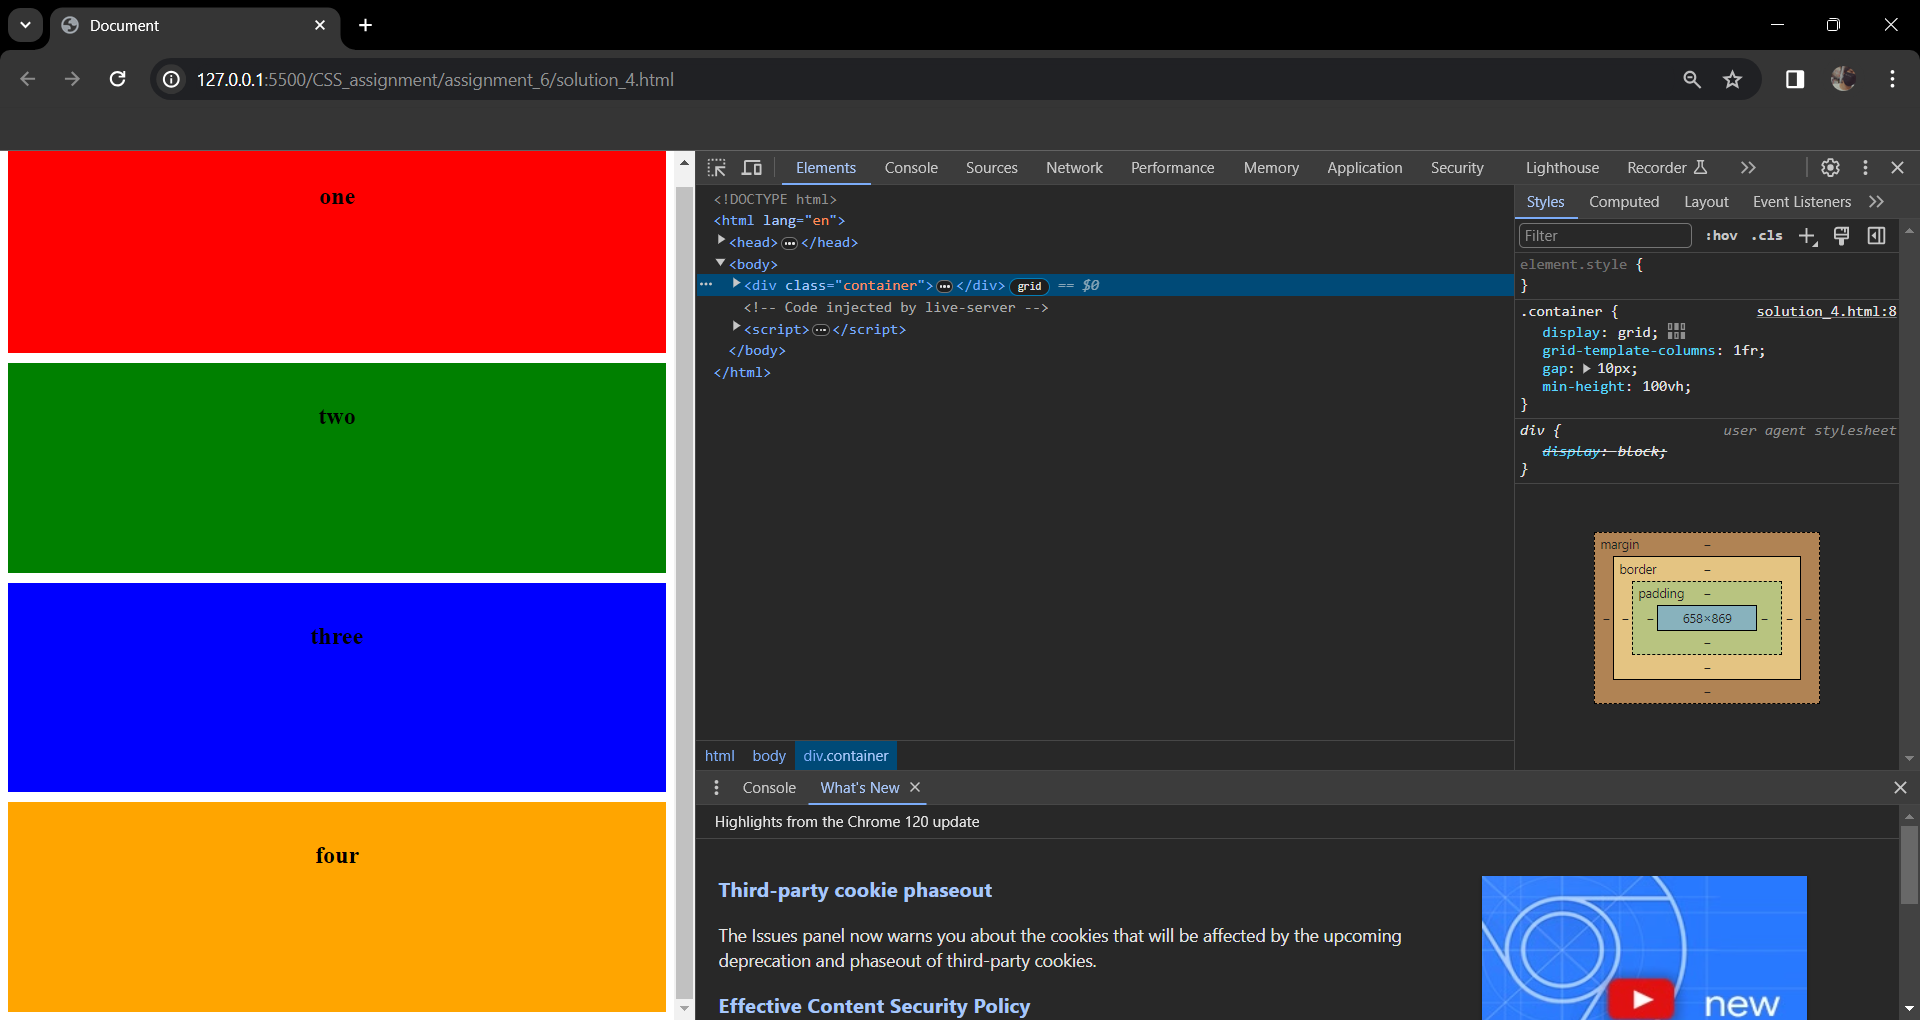 Document
127.0.0.1:5500/CSS_assignment/assignment_6/solution_4.html
one
two
three
four
Elements Console Sources Network Performance Memory Application Security Lighthouse Recorder
<!DOCTYPE html>
<html lang="en">
<head> ... </head>
<body>
... <div class="container"> ... </div> grid == $0
<!-- Code injected by live-server -->
<script> ... </script>
</body>
</html>
html body div.container
Styles Computed Layout Event Listeners
Filter :hov .cls
element.style {
}
.container { solution_4.html:8
display: grid;
grid-template-columns: 1fr;
gap: 10px;
min-height: 100vh;
}
div { user agent stylesheet
display: block;
}
margin -
border -
padding -
- - - 658×869 - - -
-
-
-
Console What's New
Highlights from the Chrome 120 update
Third-party cookie phaseout
The Issues panel now warns you about the cookies that will be affected by the upcoming
deprecation and phaseout of third-party cookies.
Effective Content Security Policy
new